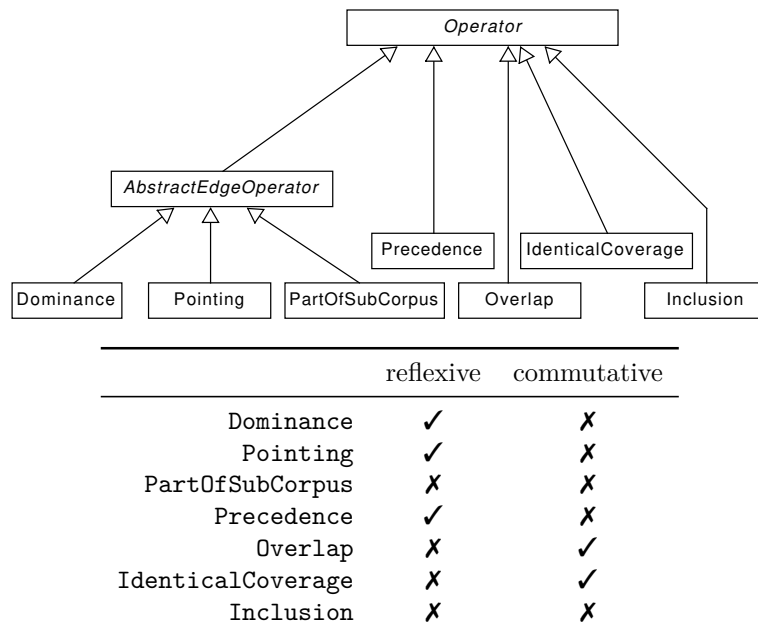 Operator
AbstractEdgeOperator
Precedence
IdenticalCoverage
Dominance
Pointing
PartOfSubCorpus
Overlap
Inclusion
reflexive commutative
Dominance ✓ ✗
Pointing ✓ ✗
PartOfSubCorpus ✗ ✗
Precedence ✓ ✗
Overlap ✗ ✓
IdenticalCoverage ✗ ✓
Inclusion ✗ ✗